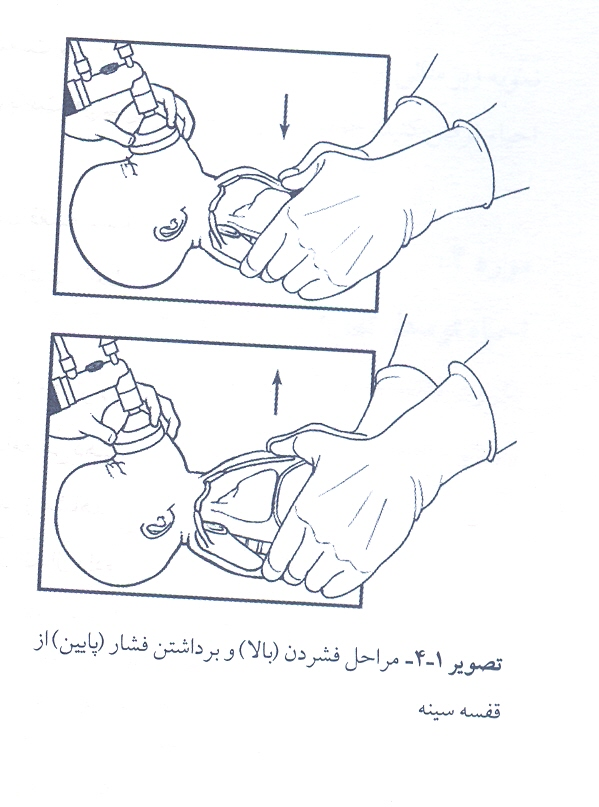 تصویر ۱-۴- مراحل فشردن (بالا) و برداشتن فشار (پایین) از
قفسه سینه